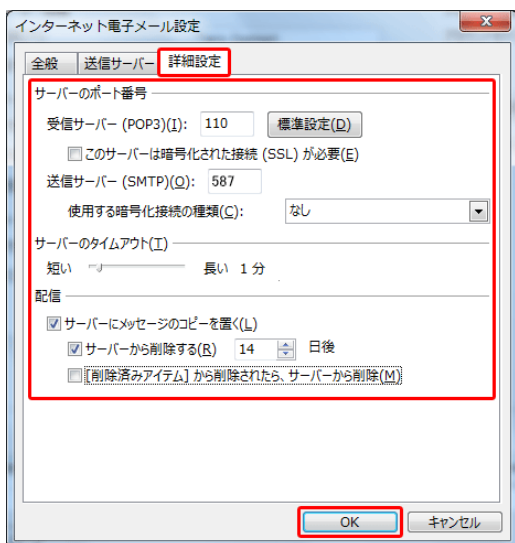 インターネット電子メール設定
全般 送信サーバー 詳細設定
サーバーのポート番号
受信サーバー (POP3)(I): 110 標準設定(D)
このサーバーは暗号化された接続 (SSL) が必要(E)
送信サーバー (SMTP)(O): 587
使用する暗号化接続の種類(C): なし
サーバーのタイムアウト(T)
短い 長い 1 分
配信
サーバーにメッセージのコピーを置く(L)
サーバーから削除する(R) 14 日後
[削除済みアイテム] から削除されたら、サーバーから削除(M)
OK キャンセル